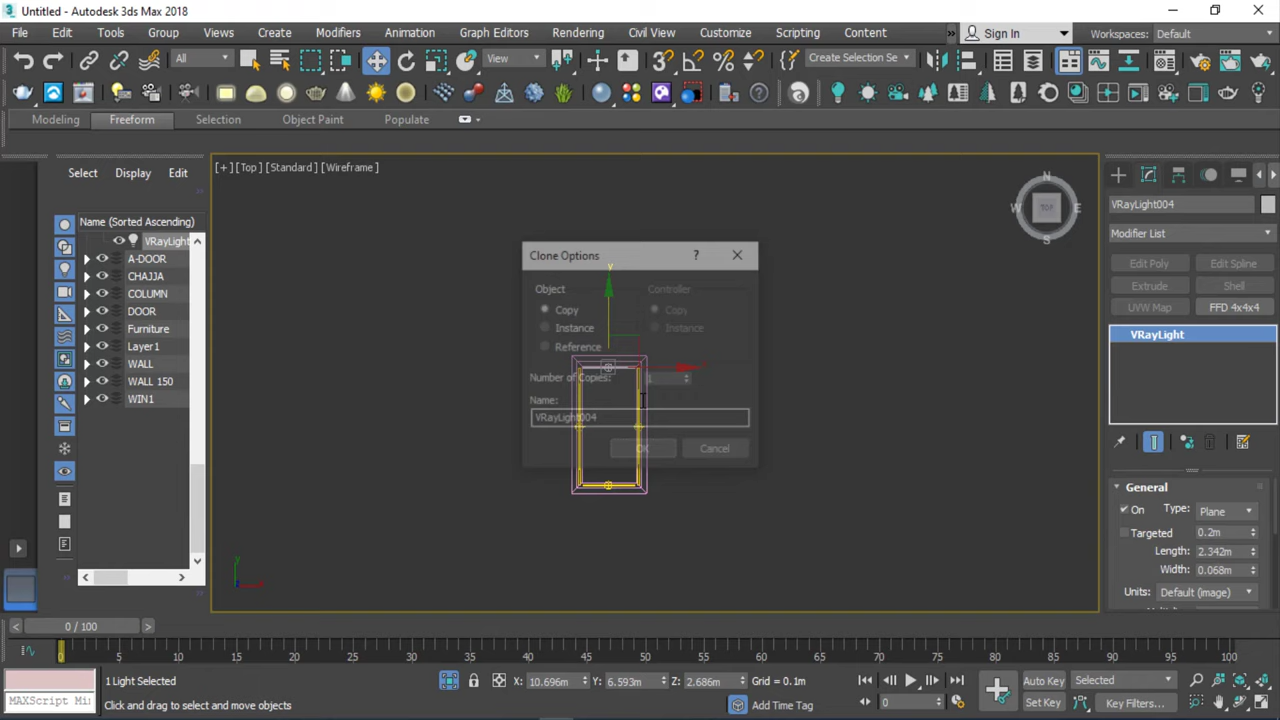 Untitled - Autodesk 3ds Max 2018
File Edit Tools Group Views Create Modifiers Animation Graph Editors Rendering Civil View Customize Scripting Content » Sign In Workspaces: Default
All View Create Selection Se
Modeling Freeform Selection Object Paint Populate
[+] [Top] [Standard] [Wireframe]
Select Display Edit
Name (Sorted Ascending)
VRayLight
A-DOOR
CHAJJA
COLUMN
DOOR
Furniture
Layer1
WALL
WALL 150
WIN1
Clone Options ?
Object
Copy
Instance
Reference
Controller
Copy
Instance
Number of Copies: 1
Name:
VRayLight004
OK Cancel
y
N
W TOP E
S
y
VRayLight004
Modifier List
Edit Poly Edit Spline
Extrude Shell
UVW Map FFD 4x4x4
VRayLight
General
On Type: Plane
Targeted 0.2m
Length: 2.342m
Width: 0.068m
Units: Default (image)
< 0 / 100 >
0 5 10 15 20 25 30 35 40 45 50 55 60 65 70 75 80 85 90 95 100
1 Light Selected X: 10.696m Y: 6.593m Z: 2.686m Grid = 0.1m Auto Key Selected
MAXScript Mi Click and drag to select and move objects Add Time Tag 0 Set Key Key Filters...